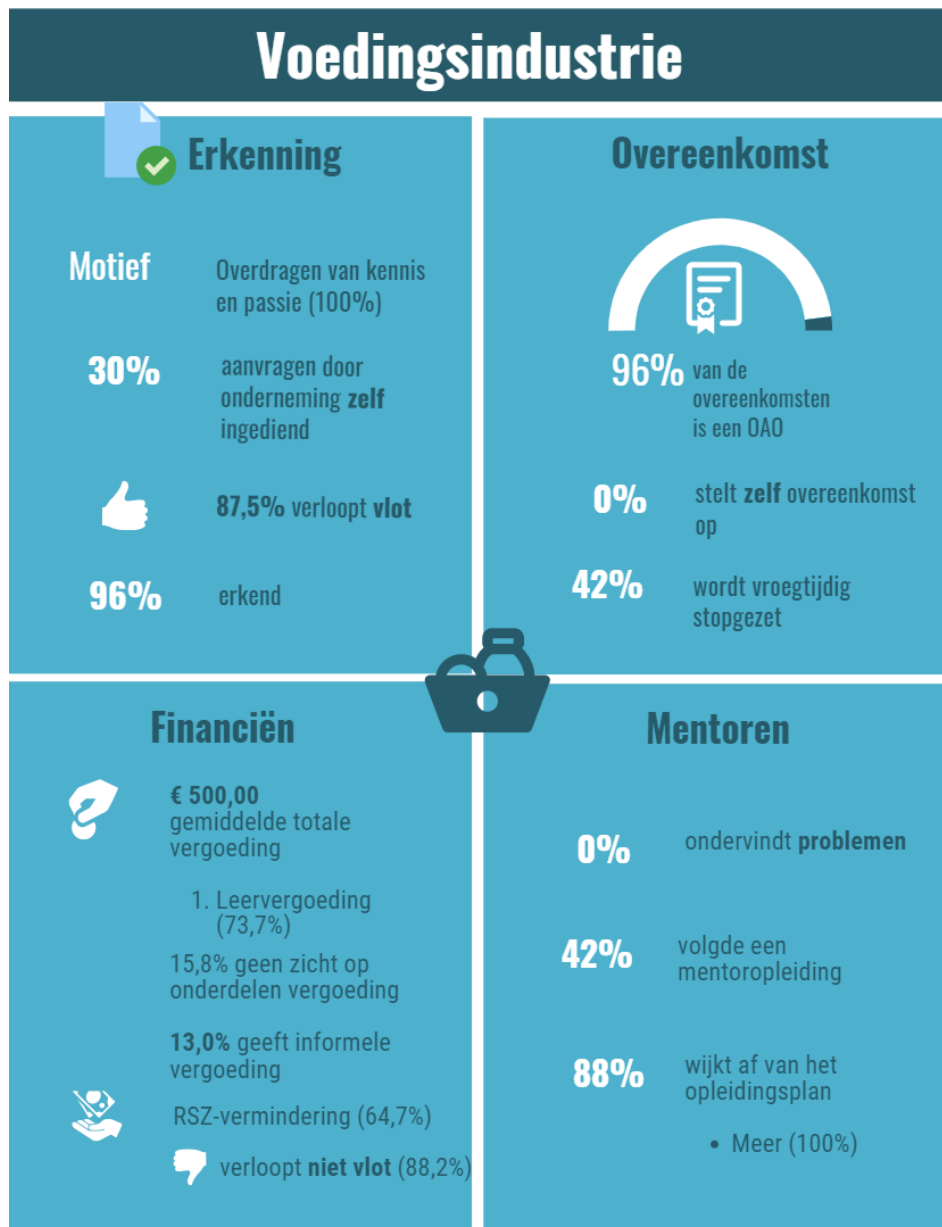 Voedingsindustrie
Erkenning
Motief
Overdragen van kennis
en passie (100%)
30%
aanvragen door
onderneming zelf
ingediend
87,5% verloopt vlot
96%
erkend
Overeenkomst
96%
van de
overeenkomsten
is een OAO
0%
stelt zelf overeenkomst
op
42%
wordt vroegtijdig
stopgezet
Financiën
€ 500,00
gemiddelde totale
vergoeding
1. Leervergoeding
(73,7%)
15,8% geen zicht op
onderdelen vergoeding
13,0% geeft informele
vergoeding
RSZ-vermindering (64,7%)
verloopt niet vlot (88,2%)
Mentoren
0%
ondervindt problemen
42%
volgde een
mentoropleiding
88%
wijkt af van het
opleidingsplan
• Meer (100%)